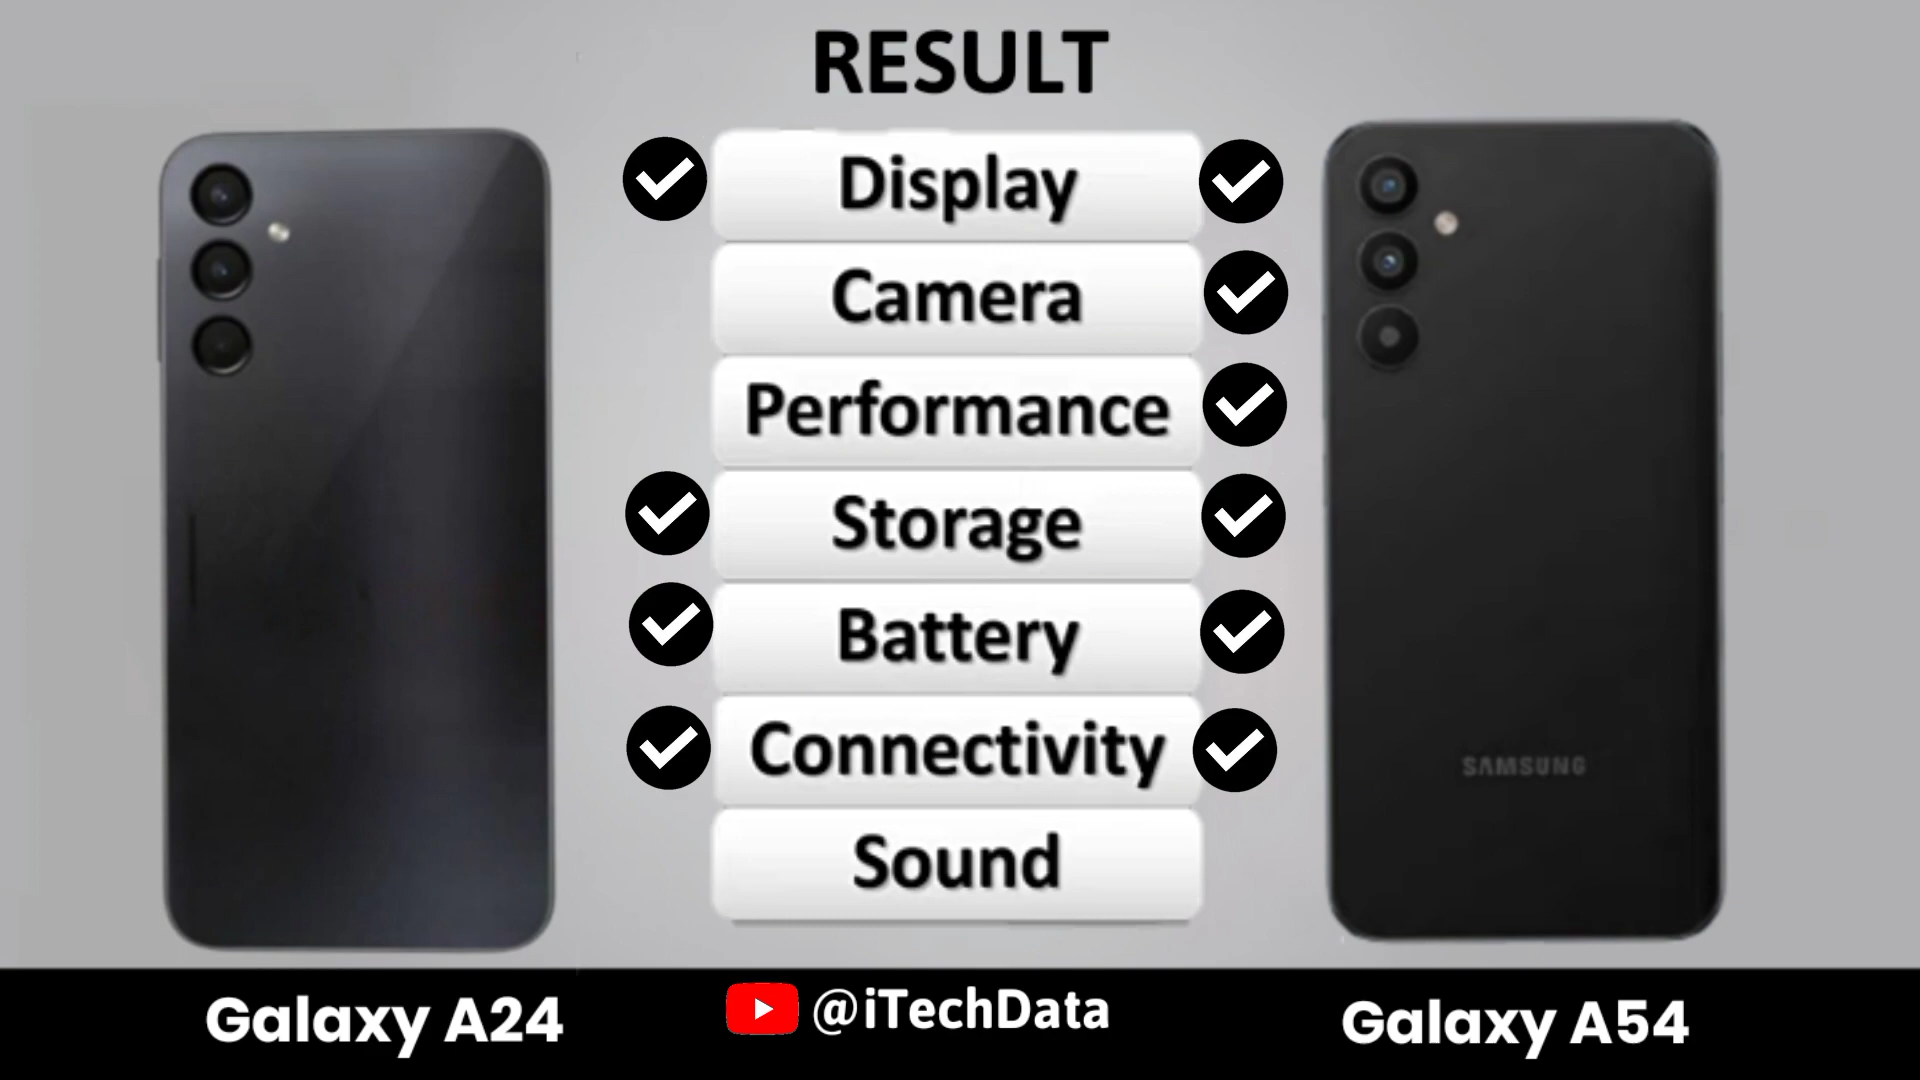 RESULT
Display
Camera
Performance
Storage
Battery
Connectivity
Sound
SAMSUNG
Galaxy A24
@iTechData
Galaxy A54